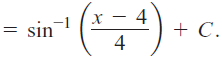 = sin⁻¹ ( (x − 4) / 4 ) + C.